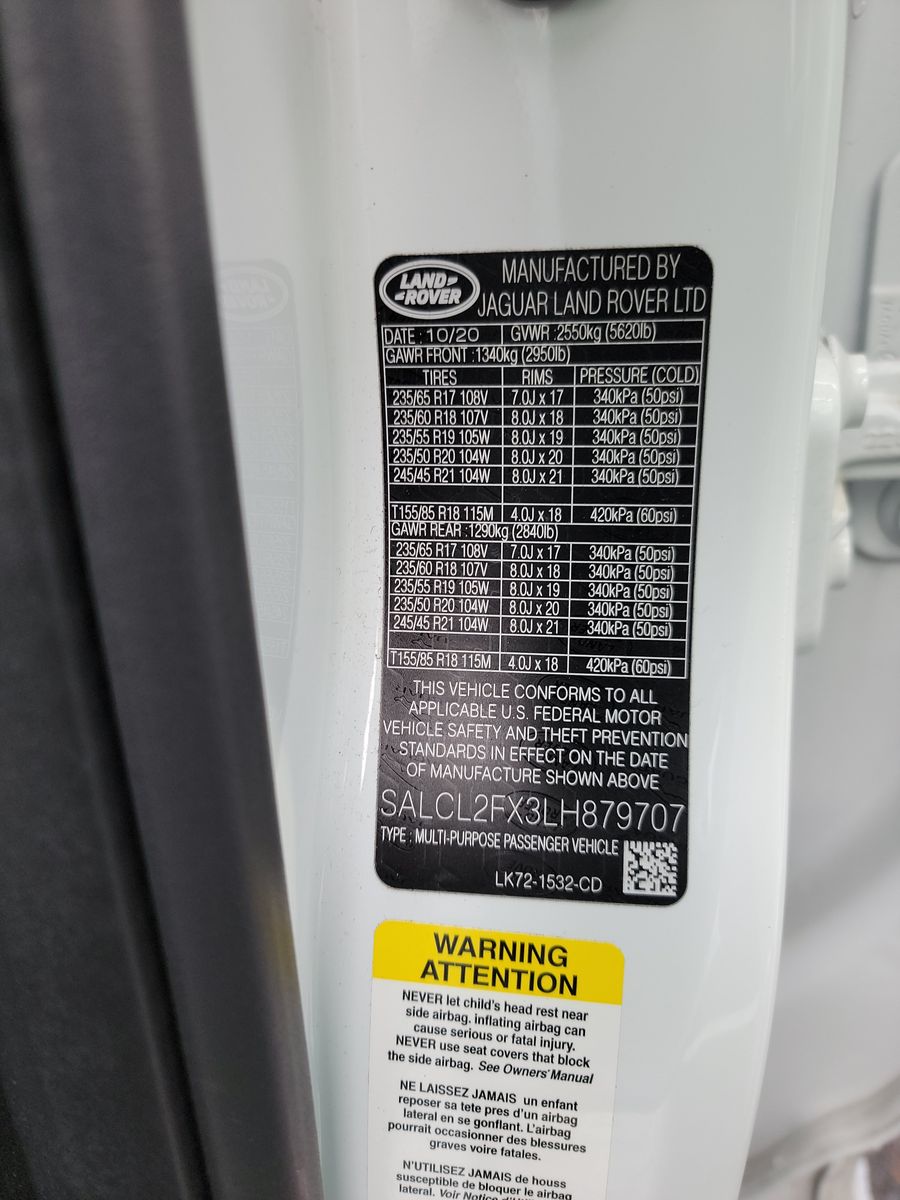 LAND-
-ROVER
MANUFACTURED BY
JAGUAR LAND ROVER LTD
DATE : 10/20 GVWR :2550kg (5620lb)
GAWR FRONT :1340kg (2950lb)
TIRES RIMS PRESSURE (COLD)
235/65 R17 108V 7.0J x 17 340kPa (50psi)
235/60 R18 107V 8.0J x 18 340kPa (50psi)
235/55 R19 105W 8.0J x 19 340kPa (50psi)
235/50 R20 104W 8.0J x 20 340kPa (50psi)
245/45 R21 104W 8.0J x 21 340kPa (50psi)
T155/85 R18 115M 4.0J x 18 420kPa (60psi)
GAWR REAR :1290kg (2840lb)
235/65 R17 108V 7.0J x 17 340kPa (50psi)
235/60 R18 107V 8.0J x 18 340kPa (50psi)
235/55 R19 105W 8.0J x 19 340kPa (50psi)
235/50 R20 104W 8.0J x 20 340kPa (50psi)
245/45 R21 104W 8.0J x 21 340kPa (50psi)
T155/85 R18 115M 4.0J x 18 420kPa (60psi)
THIS VEHICLE CONFORMS TO ALL
APPLICABLE U.S. FEDERAL MOTOR
VEHICLE SAFETY AND THEFT PREVENTION
STANDARDS IN EFFECT ON THE DATE
OF MANUFACTURE SHOWN ABOVE
SALCL2FX3LH879707
TYPE : MULTI-PURPOSE PASSENGER VEHICLE
LK72-1532-CD
WARNING
ATTENTION
NEVER let child's head rest near
side airbag, inflating airbag can
cause serious or fatal injury.
NEVER use seat covers that block
the side airbag. See Owners' Manual
NE LAISSEZ JAMAIS un enfant
reposer sa tete pres d'un airbag
lateral en se gonflant. L'airbag
pourrait occasionner des blessures
graves voire fatales.
N'UTILISEZ JAMAIS de houss
susceptible de bloquer le airbag
lateral. Voir Notice